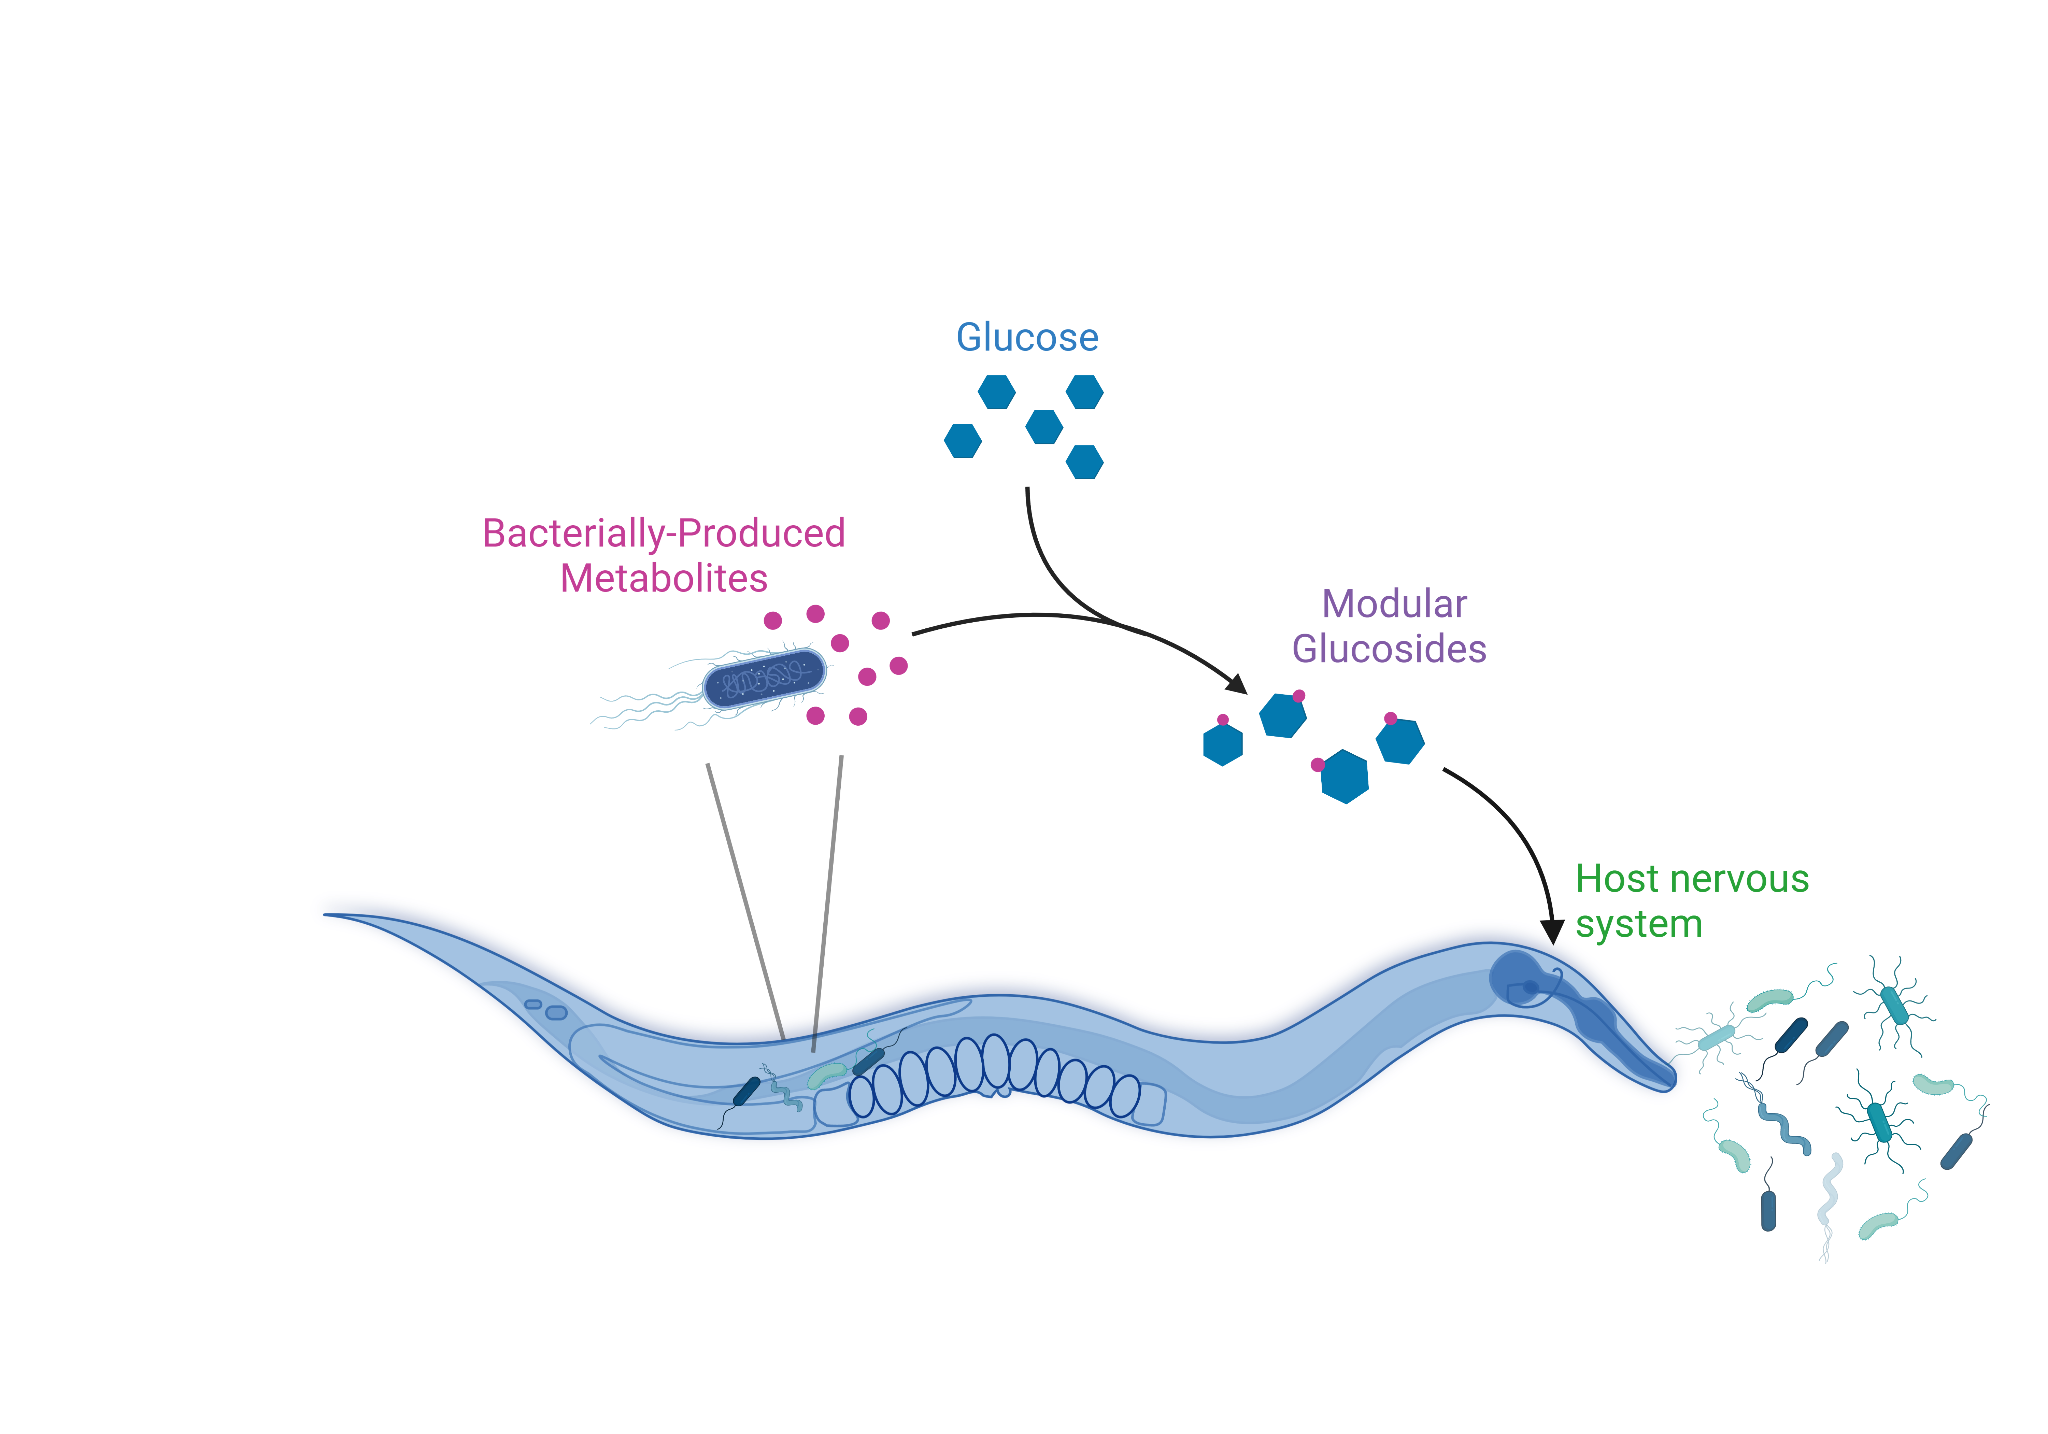 Glucose
Bacterially-Produced
Metabolites
Modular
Glucosides
Host nervous
system